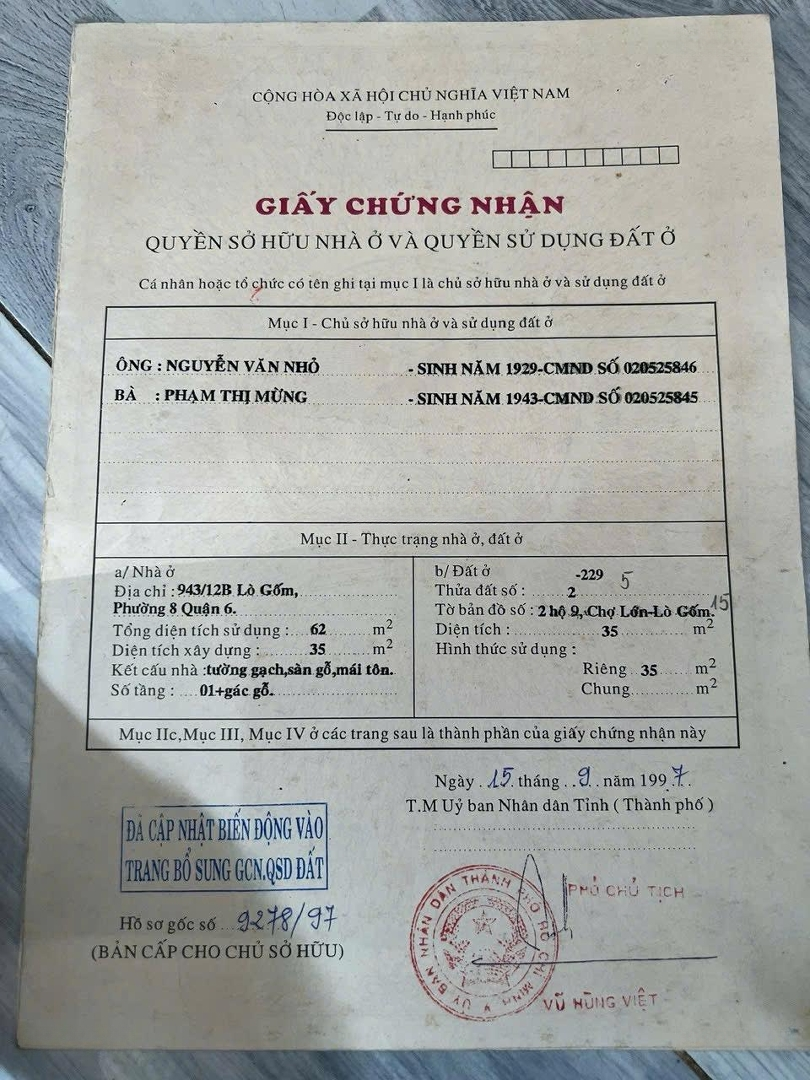 CỘNG HÒA XÃ HỘI CHỦ NGHĨA VIỆT NAM
Độc lập - Tự do - Hạnh phúc
GIẤY CHỨNG NHẬN
QUYỀN SỞ HỮU NHÀ Ở VÀ QUYỀN SỬ DỤNG ĐẤT Ở
Cá nhân hoặc tổ chức có tên ghi tại mục I là chủ sở hữu nhà ở và sử dụng đất ở
Mục I - Chủ sở hữu nhà ở và sử dụng đất ở
ÔNG : NGUYỄN VĂN NHỎ - SINH NĂM 1929-CMND SỐ 020525846
BÀ : PHẠM THỊ MỪNG - SINH NĂM 1943-CMND SỐ 020525845
Mục II - Thực trạng nhà ở, đất ở
a/ Nhà ở
Địa chỉ : 943/12B Lò Gốm,
Phường 8 Quận 6.
Tổng diện tích sử dụng : 62 m2
Diện tích xây dựng : 35 m2
Kết cấu nhà : tường gạch,sàn gỗ,mái tôn.
Số tầng : 01+gác gỗ.
b/ Đất ở -229 5
Thửa đất số : 2
Tờ bản đồ số : 2 hộ 9, Chợ Lớn-Lò Gốm. 15
Diện tích : 35 m2
Hình thức sử dụng :
Riêng 35 m2
Chung m2
Mục IIc,Mục III, Mục IV ở các trang sau là thành phần của giấy chứng nhận này
Ngày 15 tháng 9 năm 1997
T.M Uỷ ban Nhân dân Tỉnh ( Thành phố )
ĐÃ CẬP NHẬT BIẾN ĐỘNG VÀO
TRANG BỔ SUNG GCN.QSD ĐẤT
Hồ sơ gốc số 9278/97
(BẢN CẤP CHO CHỦ SỞ HỮU)
PHÓ CHỦ TỊCH
ỦY BAN NHÂN DÂN THÀNH PHỐ HỒ CHÍ MINH
VŨ HÙNG VIỆT